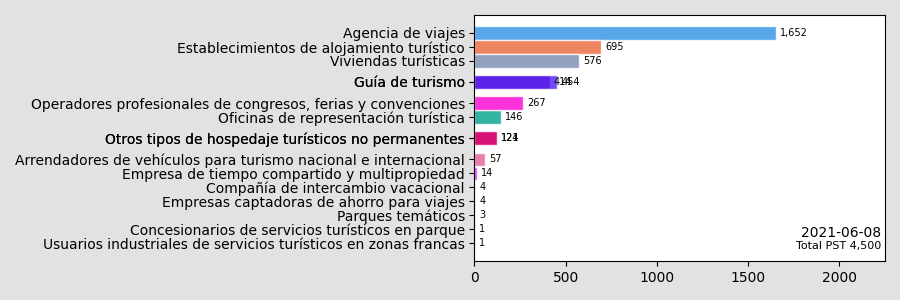 Agencia de viajes 1,652
Establecimientos de alojamiento turístico 695
Viviendas turísticas 576
Guía de turismo 454
Operadores profesionales de congresos, ferias y convenciones 267
Oficinas de representación turística 146
Otros tipos de hospedaje turísticos no permanentes
Arrendadores de vehículos para turismo nacional e internacional 57
Empresa de tiempo compartido y multipropiedad 14
Compañía de intercambio vacacional 4
Empresas captadoras de ahorro para viajes 4
Parques temáticos 3
Concesionarios de servicios turísticos en parque 1
2021-06-08
Usuarios industriales de servicios turísticos en zonas francas 1
Total PST 4,500
0 500 1000 1500 2000